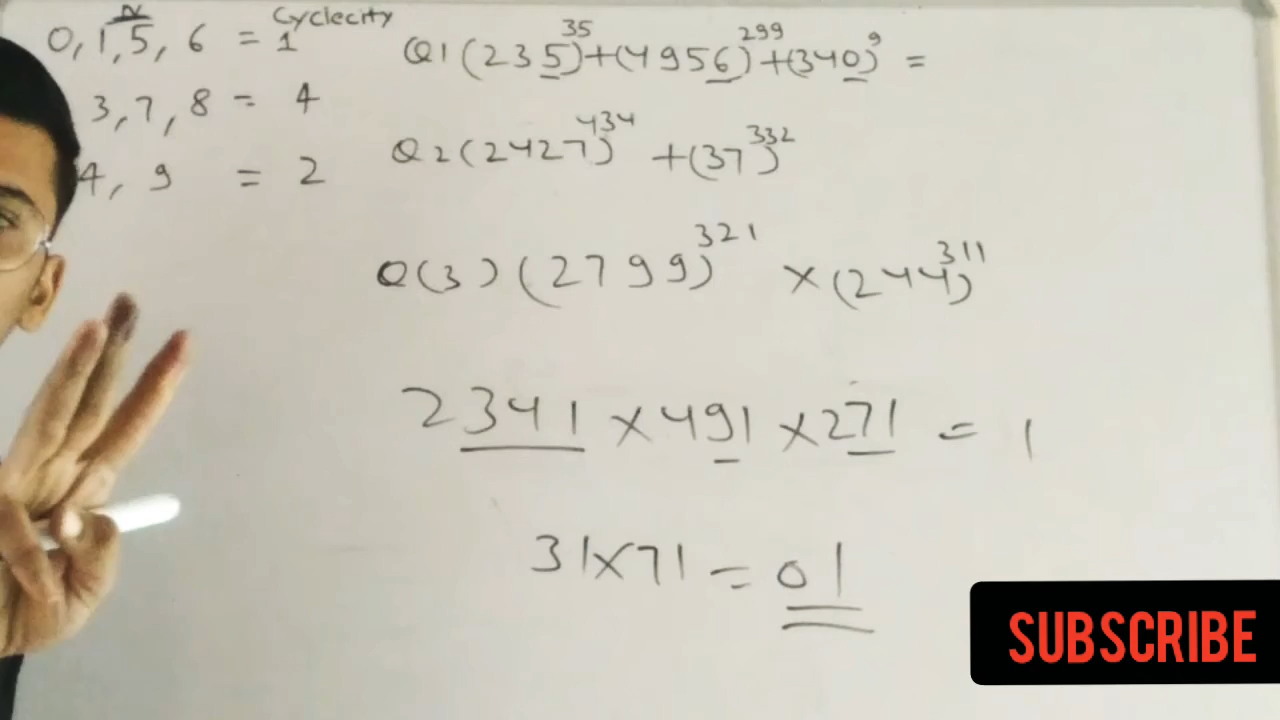 Cyclecity
0, 1, 5, 6 = 1
3, 7, 8 = 4
4, 9 = 2
Q1 (235)^35 + (4956)^299 + (340)^9 =
Q2 (2427)^434 + (37)^332
Q(3) (2799)^321 × (244)^311
2341 × 491 × 271 = 1
31 × 71 = 01
SUBSCRIBE